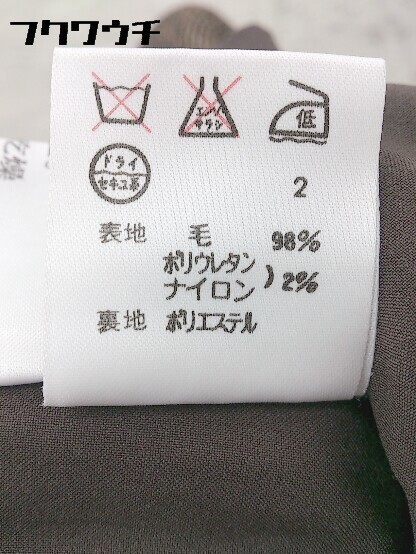 フクワウチ
エンソ
サラシ
低
ドライ
セキユ系
2
表地 毛 98%
ポリウレタン
ナイロン ) 2%
裏地 ポリエステル
乾燥